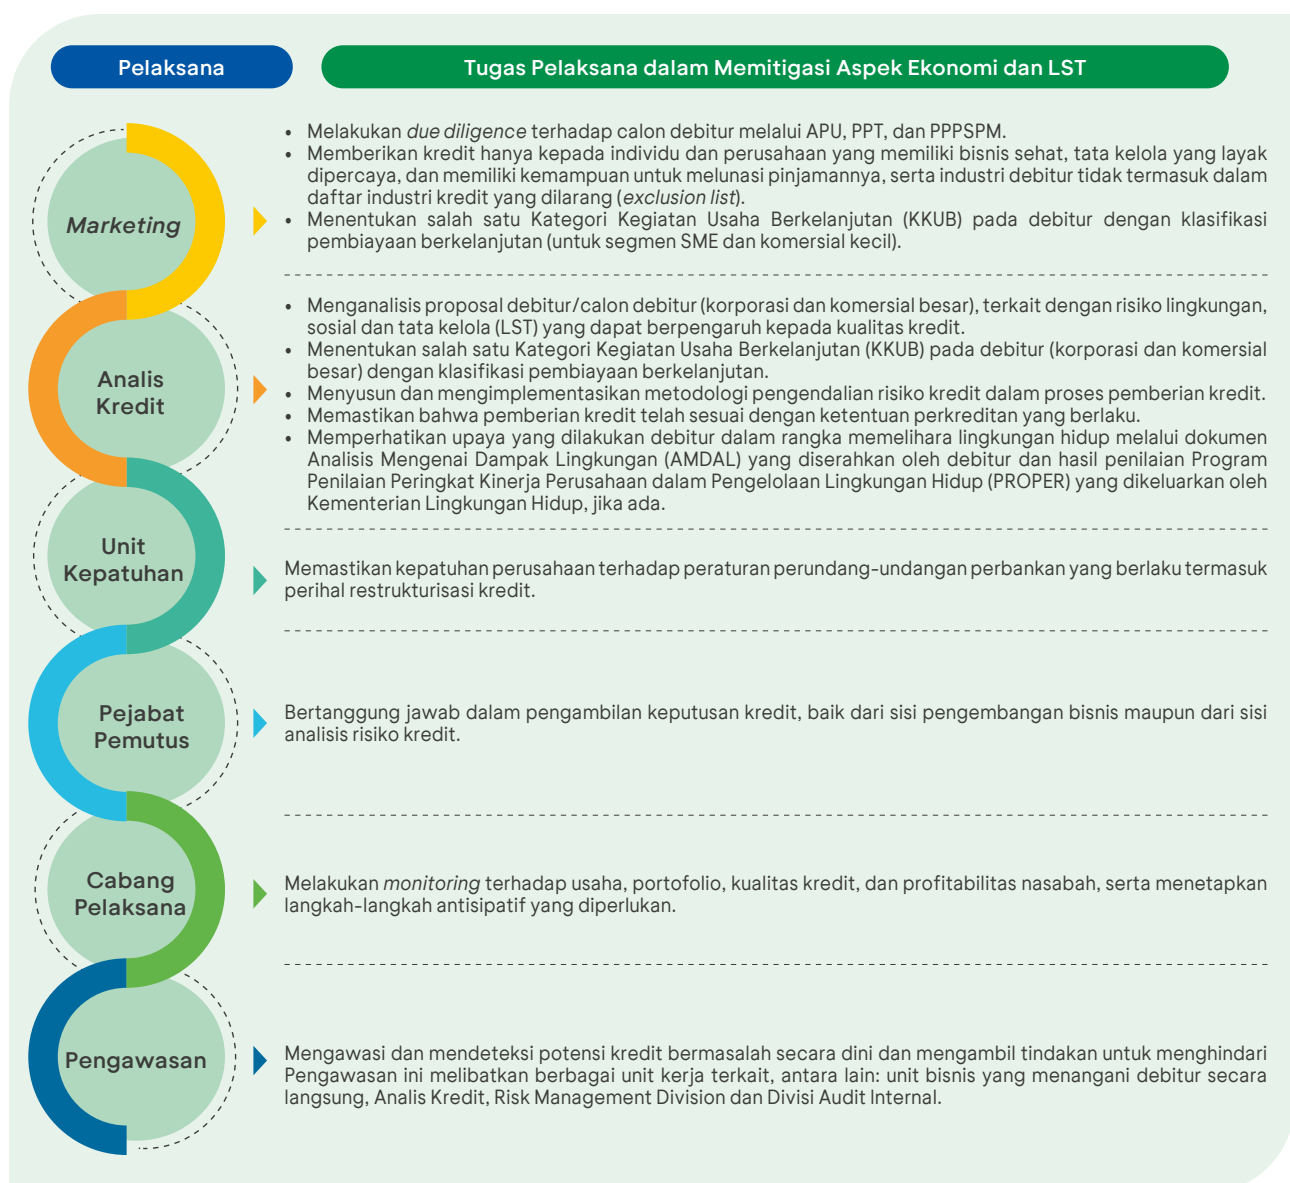 Pelaksana
Tugas Pelaksana dalam Memitigasi Aspek Ekonomi dan LST
Marketing
• Melakukan due diligence terhadap calon debitur melalui APU, PPT, dan PPPSPM.
• Memberikan kredit hanya kepada individu dan perusahaan yang memiliki bisnis sehat, tata kelola yang layak
dipercaya, dan memiliki kemampuan untuk melunasi pinjamannya, serta industri debitur tidak termasuk dalam
daftar industri kredit yang dilarang (exclusion list).
• Menentukan salah satu Kategori Kegiatan Usaha Berkelanjutan (KKUB) pada debitur dengan klasifikasi
pembiayaan berkelanjutan (untuk segmen SME dan komersial kecil).
Analis
Kredit
• Menganalisis proposal debitur/calon debitur (korporasi dan komersial besar), terkait dengan risiko lingkungan,
sosial dan tata kelola (LST) yang dapat berpengaruh kepada kualitas kredit.
• Menentukan salah satu Kategori Kegiatan Usaha Berkelanjutan (KKUB) pada debitur (korporasi dan komersial
besar) dengan klasifikasi pembiayaan berkelanjutan.
• Menyusun dan mengimplementasikan metodologi pengendalian risiko kredit dalam proses pemberian kredit.
• Memastikan bahwa pemberian kredit telah sesuai dengan ketentuan perkreditan yang berlaku.
• Memperhatikan upaya yang dilakukan debitur dalam rangka memelihara lingkungan hidup melalui dokumen
Analisis Mengenai Dampak Lingkungan (AMDAL) yang diserahkan oleh debitur dan hasil penilaian Program
Penilaian Peringkat Kinerja Perusahaan dalam Pengelolaan Lingkungan Hidup (PROPER) yang dikeluarkan oleh
Kementerian Lingkungan Hidup, jika ada.
Unit
Kepatuhan
Memastikan kepatuhan perusahaan terhadap peraturan perundang-undangan perbankan yang berlaku termasuk
perihal restrukturisasi kredit.
Pejabat
Pemutus
Bertanggung jawab dalam pengambilan keputusan kredit, baik dari sisi pengembangan bisnis maupun dari sisi
analisis risiko kredit.
Cabang
Pelaksana
Melakukan monitoring terhadap usaha, portofolio, kualitas kredit, dan profitabilitas nasabah, serta menetapkan
langkah-langkah antisipatif yang diperlukan.
Pengawasan
Mengawasi dan mendeteksi potensi kredit bermasalah secara dini dan mengambil tindakan untuk menghindari
Pengawasan ini melibatkan berbagai unit kerja terkait, antara lain: unit bisnis yang menangani debitur secara
langsung, Analis Kredit, Risk Management Division dan Divisi Audit Internal.